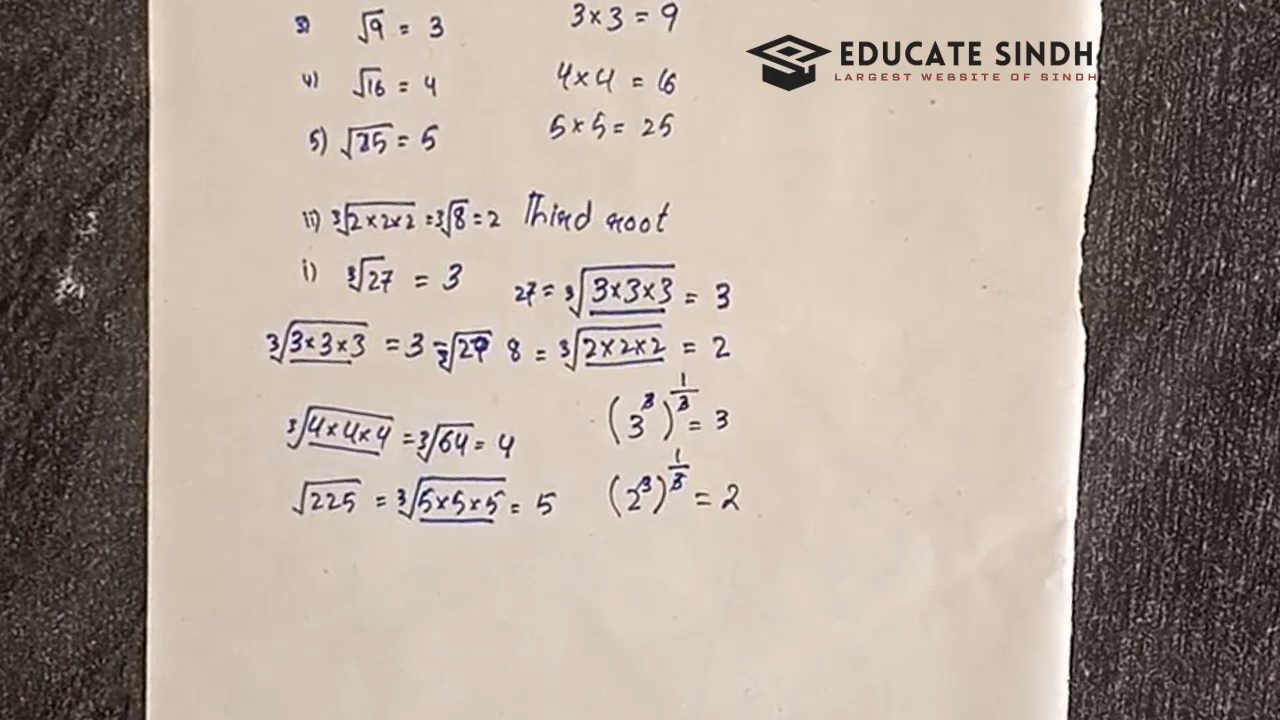 3) √9 = 3 3×3 = 9
EDUCATE SINDH
LARGEST WEBSITE OF SINDH
4) √16 = 4 4×4 = 16
5) √25 = 5 5×5 = 25
ii) ³√2×2×2 = ³√8 = 2 Third root
i) ³√27 = 3 27 = ³√3×3×3 = 3
³√3×3×3 = 3 = ³√27 8 = ³√2×2×2 = 2
³√4×4×4 = ³√64 = 4 (3³)^1/3 = 3
√225 = ³√5×5×5 = 5 (2³)^1/3 = 2